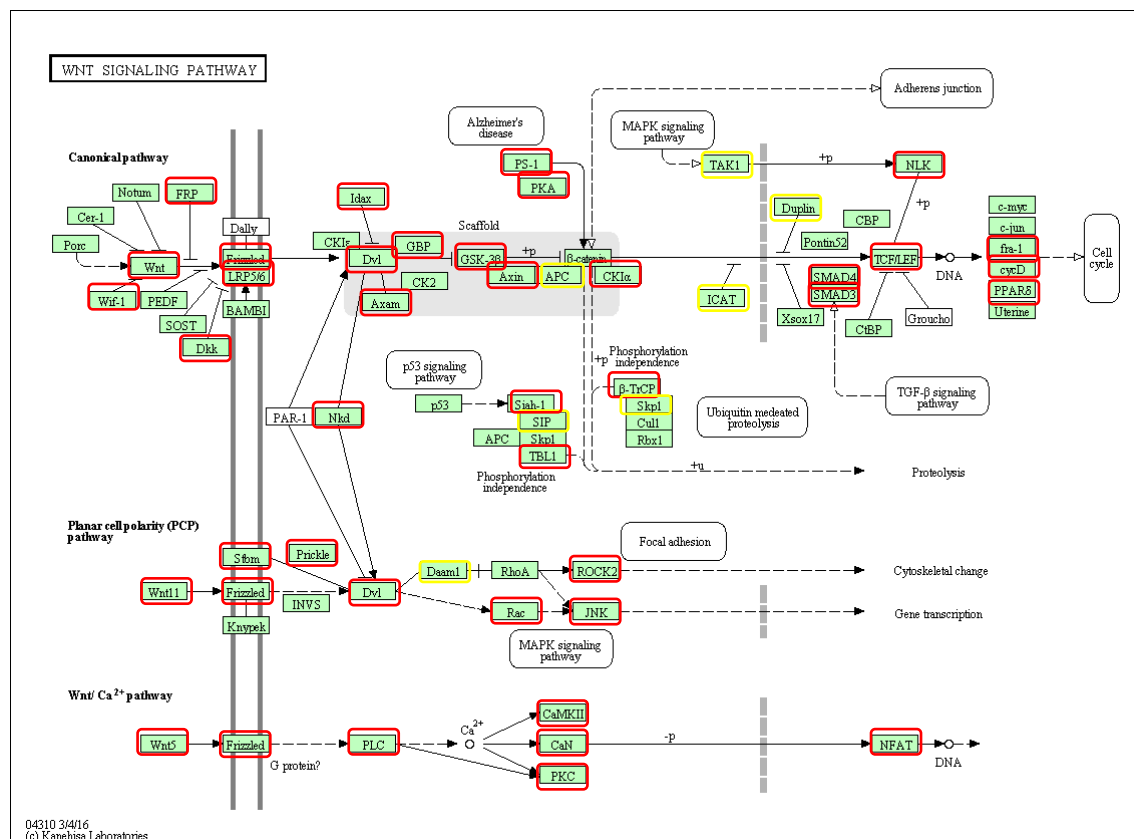 WNT SIGNALING PATHWAY
Canonical pathway
Alzheimer's
disease
MAPK signaling
pathway
Adherens junction
Notum
FRP
Cer-1
Porc
Wnt
Wif-1
PEDF
SOST
Dkk
Dally
Frizzled
LRP5/6
BAMBI
Idax
CKIε
Dvl
GBP
Scaffold
CK2
Axam
PS-1
PKA
GSK-3β
+p
Axin
APC
β-catenin
CKIα
TAK1
+p
NLK
+p
Duplin
CBP
Pontin52
TCF/LEF
DNA
SMAD4
SMAD3
ICAT
Xsox17
CtBP
Groucho
c-myc
c-jun
fra-1
cycD
PPARδ
Uterine
Cell
cycle
TGF-β signaling
pathway
p53 signaling
pathway
+p
Phosphorylation
independence
β-TrCP
Skp1
Cul1
Rbx1
Ubiquitin medeated
proteolysis
PAR-1
Nkd
p53
Siah-1
SIP
APC
Skp1
TBL1
Phosphorylation
independence
+u
Proteolysis
Planar cell polarity (PCP)
pathway
Stbm
Prickle
Wnt11
Frizzled
INVS
Knypek
Dvl
Daam1
RhoA
ROCK2
Focal adhesion
Cytoskeletal change
Rac
JNK
Gene transcription
MAPK signaling
pathway
Wnt/ Ca2+ pathway
Wnt5
Frizzled
G protein?
PLC
Ca2+
CaMKII
CaN
PKC
-p
NFAT
DNA
04310 3/4/16
(c) Kanehisa Laboratories